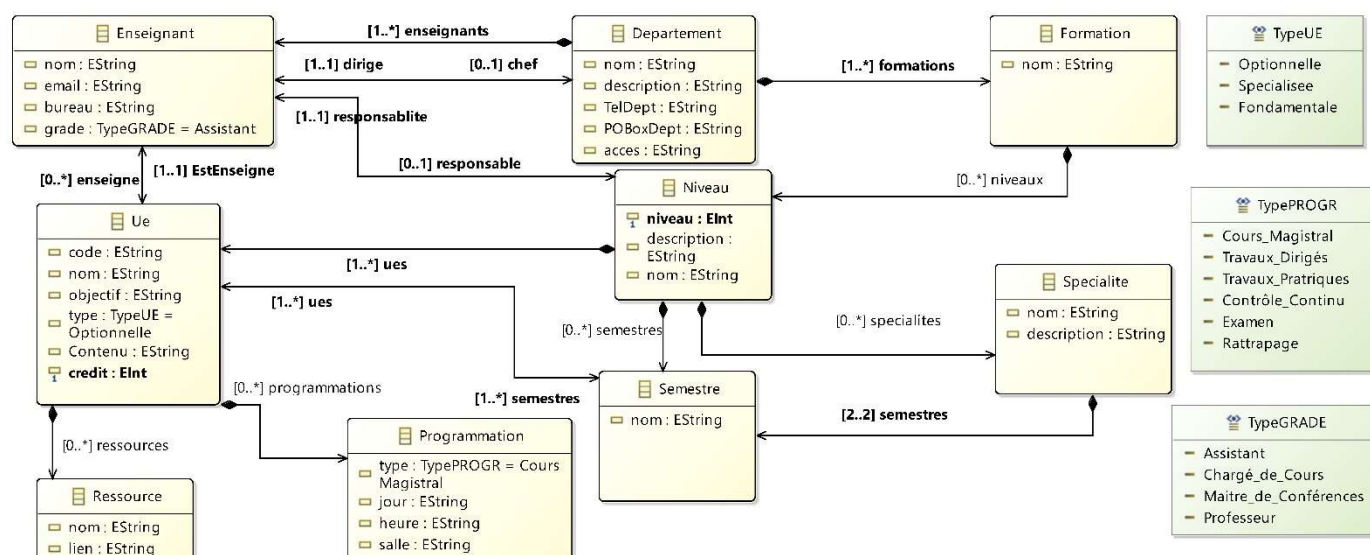 Enseignant
nom : EString
email : EString
bureau : EString
grade : TypeGRADE = Assistant
[1..*] enseignants
[1..1] dirige
[0..1] chef
[1..1] responsablite
[0..1] responsable
Departement
nom : EString
description : EString
TelDept : EString
POBoxDept : EString
acces : EString
[1..*] formations
Formation
nom : EString
[0..*] niveaux
TypeUE
Optionnelle
Specialisee
Fondamentale
[0..*] enseigne
[1..1] EstEnseigne
Ue
code : EString
nom : EString
objectif : EString
type : TypeUE =
Optionnelle
Contenu : EString
credit : EInt
[1..*] ues
[1..*] ues
Niveau
niveau : EInt
description :
EString
nom : EString
[0..*] semestres
[0..*] specialites
Specialite
nom : EString
description : EString
TypePROGR
Cours_Magistral
Travaux_Dirigés
Travaux_Pratiques
Contrôle_Continu
Examen
Rattrapage
[0..*] programmations
[1..*] semestres
Semestre
nom : EString
[2..2] semestres
TypeGRADE
Assistant
Chargé_de_Cours
Maitre_de_Conférences
Professeur
[0..*] ressources
Programmation
type : TypePROGR = Cours
Magistral
jour : EString
heure : EString
salle : EString
Ressource
nom : EString
lien : EString